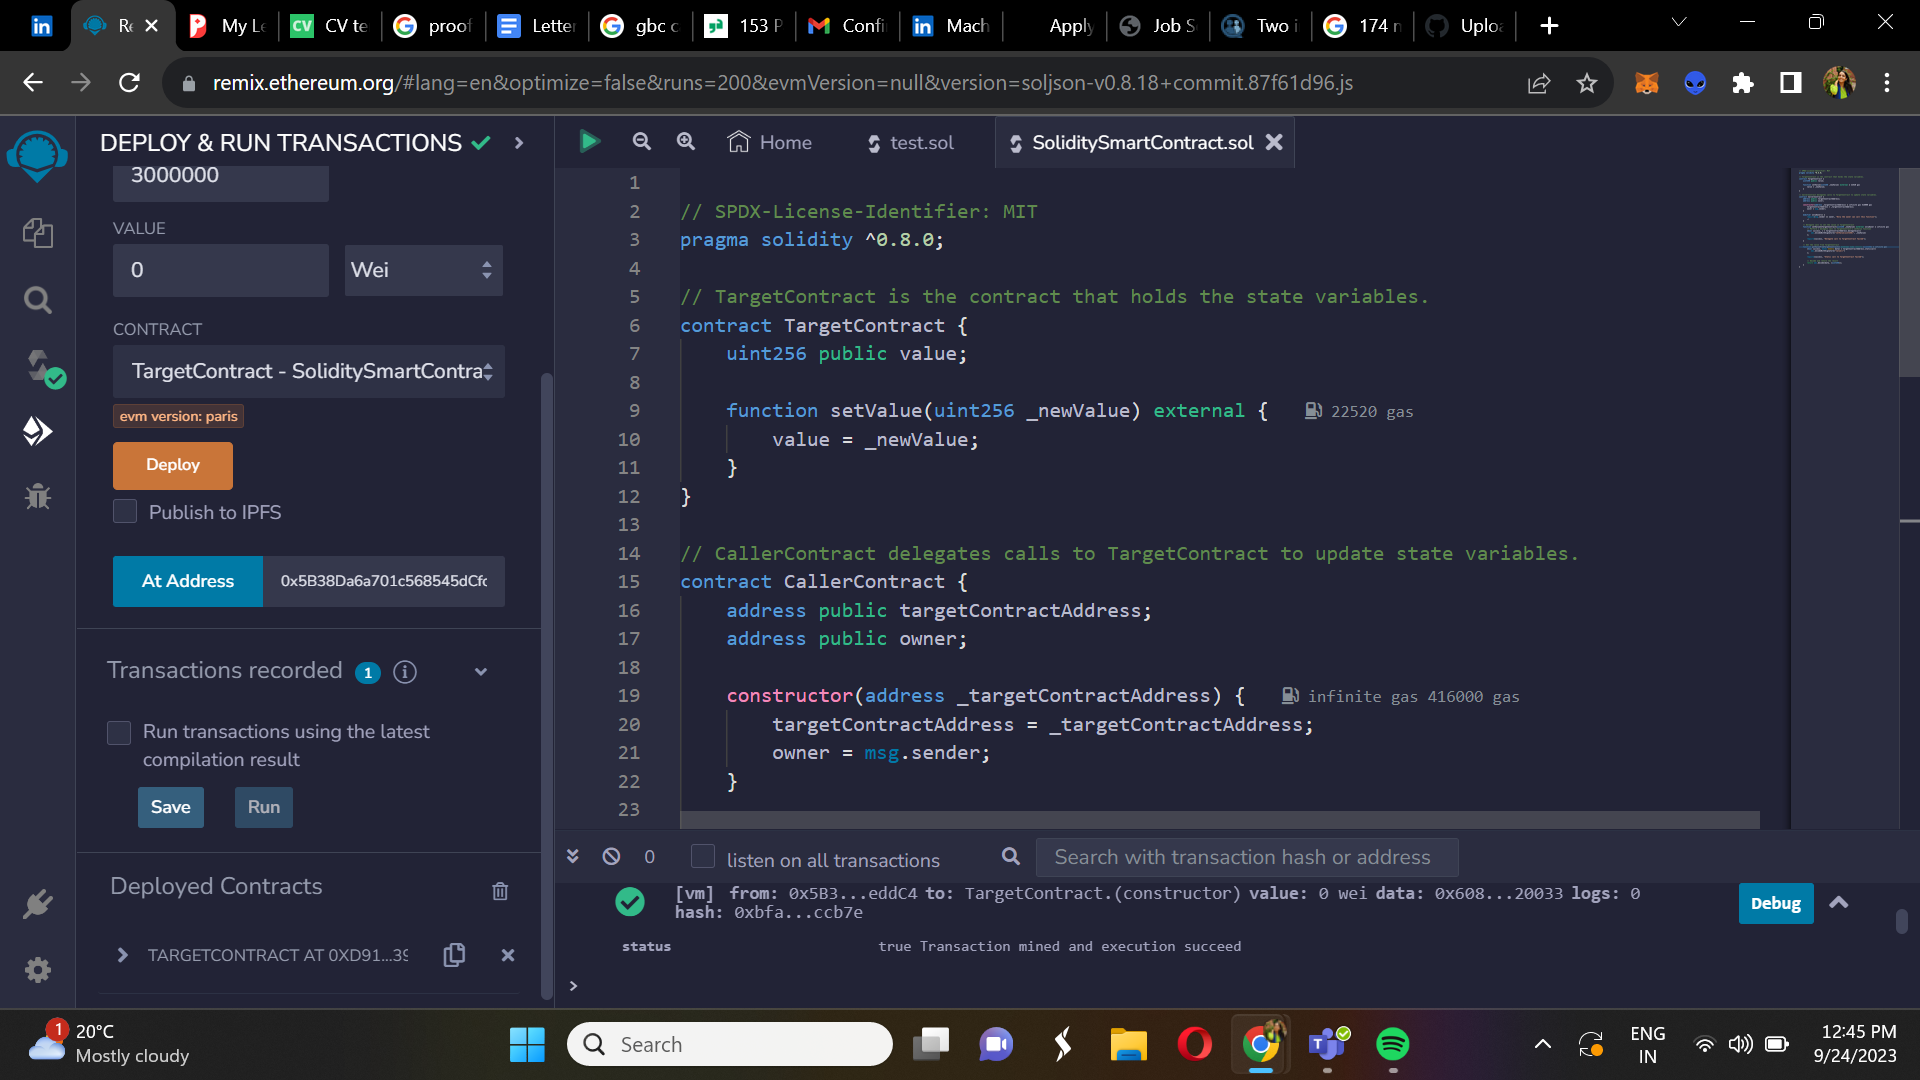 Re
My Le
CV te
proof
Letter
gbc c
153 P
Confi
Mach
Apply
Job S
Two i
174 r
Uploa
remix.ethereum.org/#lang=en&optimize=false&runs=200&evmVersion=null&version=soljson-v0.8.18+commit.87f61d96.js
DEPLOY & RUN TRANSACTIONS
3000000
VALUE
0
Wei
CONTRACT
TargetContract - SoliditySmartContra
evm version: paris
Deploy
Publish to IPFS
At Address
0x5B38Da6a701c568545dCfc
Transactions recorded 1 i
Run transactions using the latest
compilation result
Save
Run
Deployed Contracts
TARGETCONTRACT AT 0XD91...39
Home
test.sol
SoliditySmartContract.sol
1
2 // SPDX-License-Identifier: MIT
3 pragma solidity ^0.8.0;
4
5 // TargetContract is the contract that holds the state variables.
6 contract TargetContract {
7 uint256 public value;
8
9 function setValue(uint256 _newValue) external { 22520 gas
10 value = _newValue;
11 }
12 }
13
14 // CallerContract delegates calls to TargetContract to update state variables.
15 contract CallerContract {
16 address public targetContractAddress;
17 address public owner;
18
19 constructor(address _targetContractAddress) { infinite gas 416000 gas
20 targetContractAddress = _targetContractAddress;
21 owner = msg.sender;
22 }
23
0
listen on all transactions
Search with transaction hash or address
[vm] from: 0x5B3...eddC4 to: TargetContract.(constructor) value: 0 wei data: 0x608...20033 logs: 0
hash: 0xbfa...ccb7e
Debug
status true Transaction mined and execution succeed
>
1
20°C
Mostly cloudy
Search
ENG
IN
12:45 PM
9/24/2023